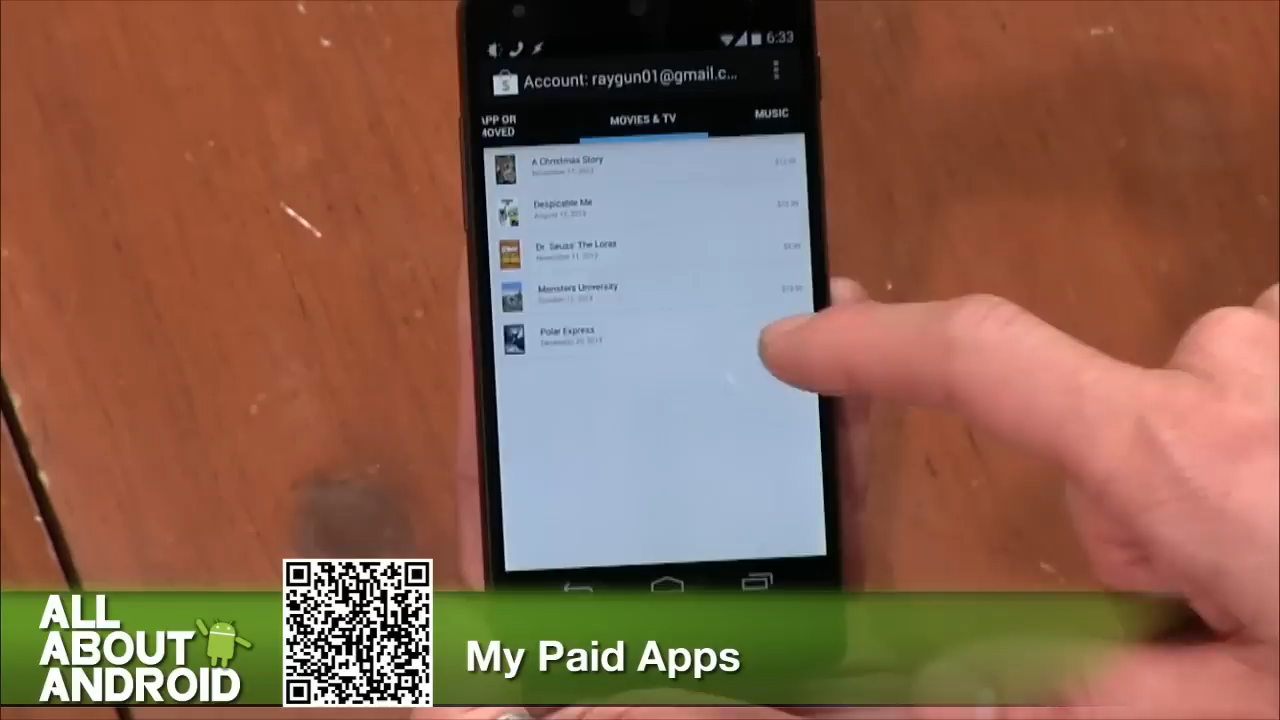 6:33
Account: raygun01@gmail.c...
APP OR
MOVED
MOVIES & TV
MUSIC
A Christmas Story
Despicable Me
Dr. Seuss' The Lorax
Monsters University
Polar Express
ALL
ABOUT
ANDROID
My Paid Apps